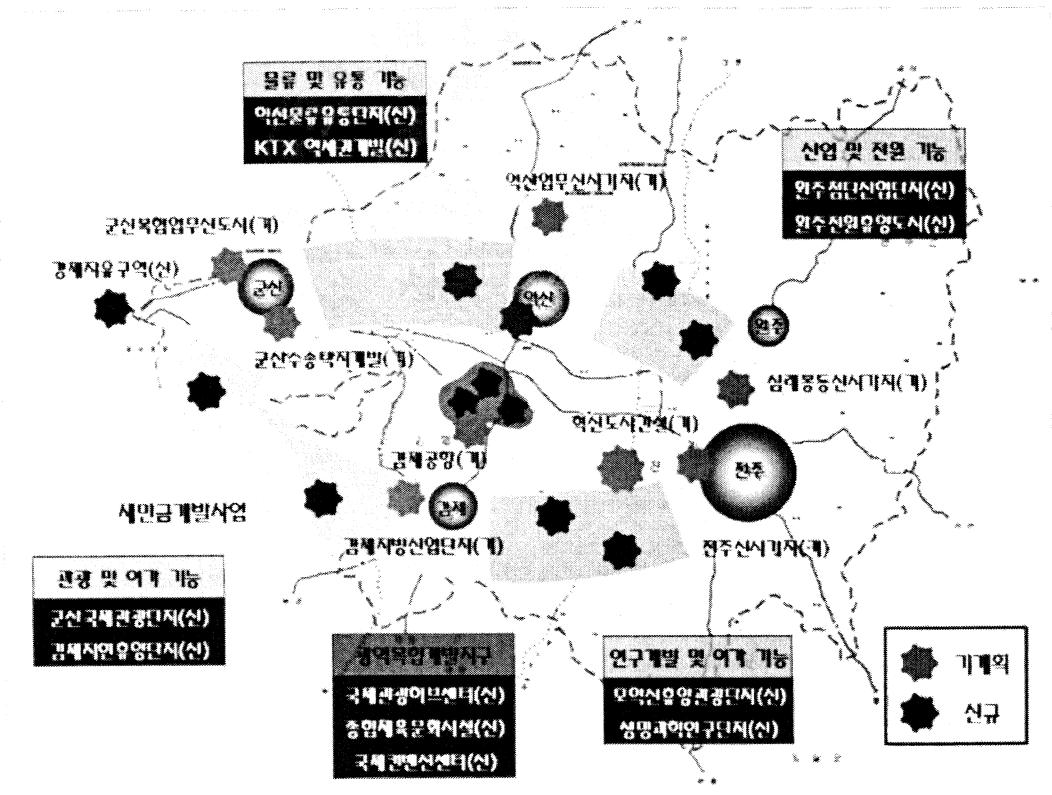 물류 및 유통 기능
익산물류유통단지(신)
KTX 역세권개발(신)
산업 및 전원 기능
완주첨단산업단지(신)
완주전원휴양도시(신)
익산업무신시가지(기)
군산복합업무신도시(기)
경제자유구역(신)
군산
익산
완주
군산수송택지개발(기)
삼례봉동신시가지(기)
혁신도시건설(기)
전주
김제공항(기)
김제
새만금개발사업
김제지방산업단지(기)
전주신시가지(기)
관광 및 여가 기능
군산국제관광단지(신)
김제자연휴양단지(신)
광역복합개발지구
국제관광허브센터(신)
종합체육문화시설(신)
국제컨벤션센터(신)
연구개발 및 여가 기능
모악산휴양관광단지(신)
생명과학연구단지(신)
기계획
신규